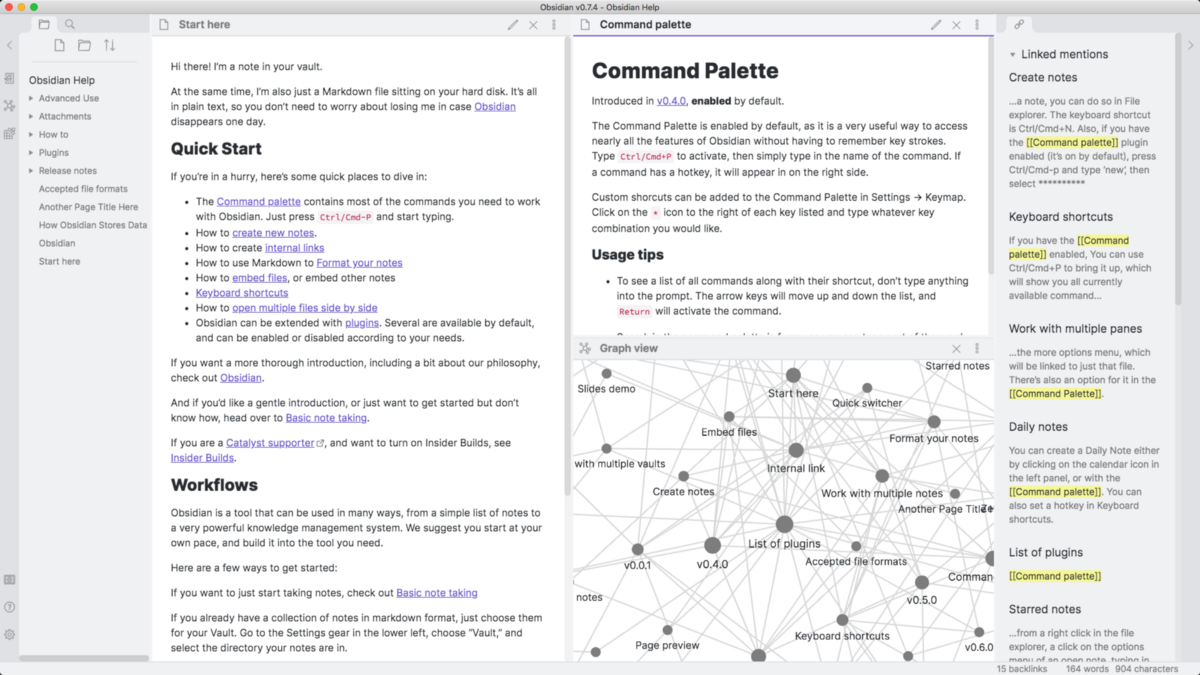 Obsidian v0.7.4 - Obsidian Help
Obsidian Help
Advanced Use
Attachments
How to
Plugins
Release notes
Accepted file formats
Another Page Title Here
How Obsidian Stores Data
Obsidian
Start here
Start here
Hi there! I'm a note in your vault.
At the same time, I'm also just a Markdown file sitting on your hard disk. It's all
in plain text, so you don't need to worry about losing me in case Obsidian
disappears one day.
Quick Start
If you're in a hurry, here's some quick places to dive in:
• The Command palette contains most of the commands you need to work
with Obsidian. Just press Ctrl/Cmd-P and start typing.
• How to create new notes.
• How to create internal links
• How to use Markdown to Format your notes
• How to embed files, or embed other notes
• Keyboard shortcuts
• How to open multiple files side by side
• Obsidian can be extended with plugins. Several are available by default,
and can be enabled or disabled according to your needs.
If you want a more thorough introduction, including a bit about our philosophy,
check out Obsidian.
And if you'd like a gentle introduction, or just want to get started but don't
know how, head over to Basic note taking.
If you are a Catalyst supporter, and want to turn on Insider Builds, see
Insider Builds.
Workflows
Obsidian is a tool that can be used in many ways, from a simple list of notes to
a very powerful knowledge management system. We suggest you start at your
own pace, and build it into the tool you need.
Here are a few ways to get started:
If you want to just start taking notes, check out Basic note taking
If you already have a collection of notes in markdown format, just choose them
for your Vault. Go to the Settings gear in the lower left, choose "Vault," and
select the directory your notes are in.
Command palette
Command Palette
Introduced in v0.4.0, enabled by default.
The Command Palette is enabled by default, as it is a very useful way to access
nearly all the features of Obsidian without having to remember key strokes.
Type Ctrl/Cmd+P to activate, then simply type in the name of the command. If
a command has a hotkey, it will appear in on the right side.
Custom shorcuts can be added to the Command Palette in Settings → Keymap.
Click on the * icon to the right of each key listed and type whatever key
combination you would like.
Usage tips
• To see a list of all commands along with their shortcut, don't type anything
into the prompt. The arrow keys will move up and down the list, and
Return will activate the command.
Graph view
Starred notes
Slides demo
Start here
Quick switcher
Embed files
Format your notes
with multiple vaults
Internal link
Create notes
Work with multiple notes
Another Page Title
List of plugins
v0.0.1
v0.4.0
Accepted file formats
Comman
notes
v0.5.0
Keyboard shortcuts
Page preview
v0.6.0
Linked mentions
Create notes
...a note, you can do so in File
explorer. The keyboard shortcut
is Ctrl/Cmd+N. Also, if you have
the [[Command palette]] plugin
enabled (it's on by default), press
Ctrl/Cmd-p and type 'new', then
select **********
Keyboard shortcuts
If you have the [[Command
palette]] enabled, You can use
Ctrl/Cmd+P to bring it up, which
will show you all currently
available command...
Work with multiple panes
...the more options menu, which
will be linked to just that file.
There's also an option for it in the
[[Command Palette]].
Daily notes
You can create a Daily Note either
by clicking on the calendar icon in
the left panel, or with the
[[Command palette]]. You can
also set a hotkey in Keyboard
shortcuts.
List of plugins
[[Command palette]]
Starred notes
...from a right click in the file
explorer, a click on the options
menu of an open note, typing in
15 backlinks 164 words 904 characters